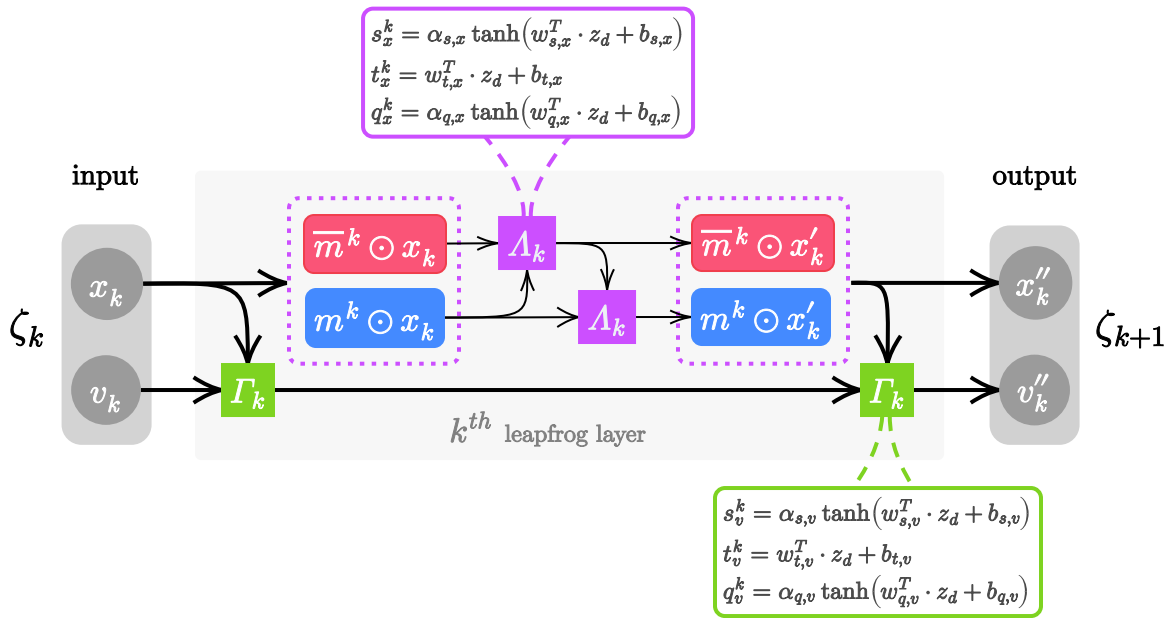 s_x^k = α_{s,x} tanh(w_{s,x}^T · z_d + b_{s,x})
t_x^k = w_{t,x}^T · z_d + b_{t,x}
q_x^k = α_{q,x} tanh(w_{q,x}^T · z_d + b_{q,x})
input
output
m̅^k ⊙ x_k
Λ_k
m̅^k ⊙ x′_k
x_k
x″_k
m^k ⊙ x_k
Λ_k
m^k ⊙ x′_k
ζ_k
ζ_{k+1}
v_k
Γ_k
Γ_k
v″_k
k^{th} leapfrog layer
s_v^k = α_{s,v} tanh(w_{s,v}^T · z_d + b_{s,v})
t_v^k = w_{t,v}^T · z_d + b_{t,v}
q_v^k = α_{q,v} tanh(w_{q,v}^T · z_d + b_{q,v})